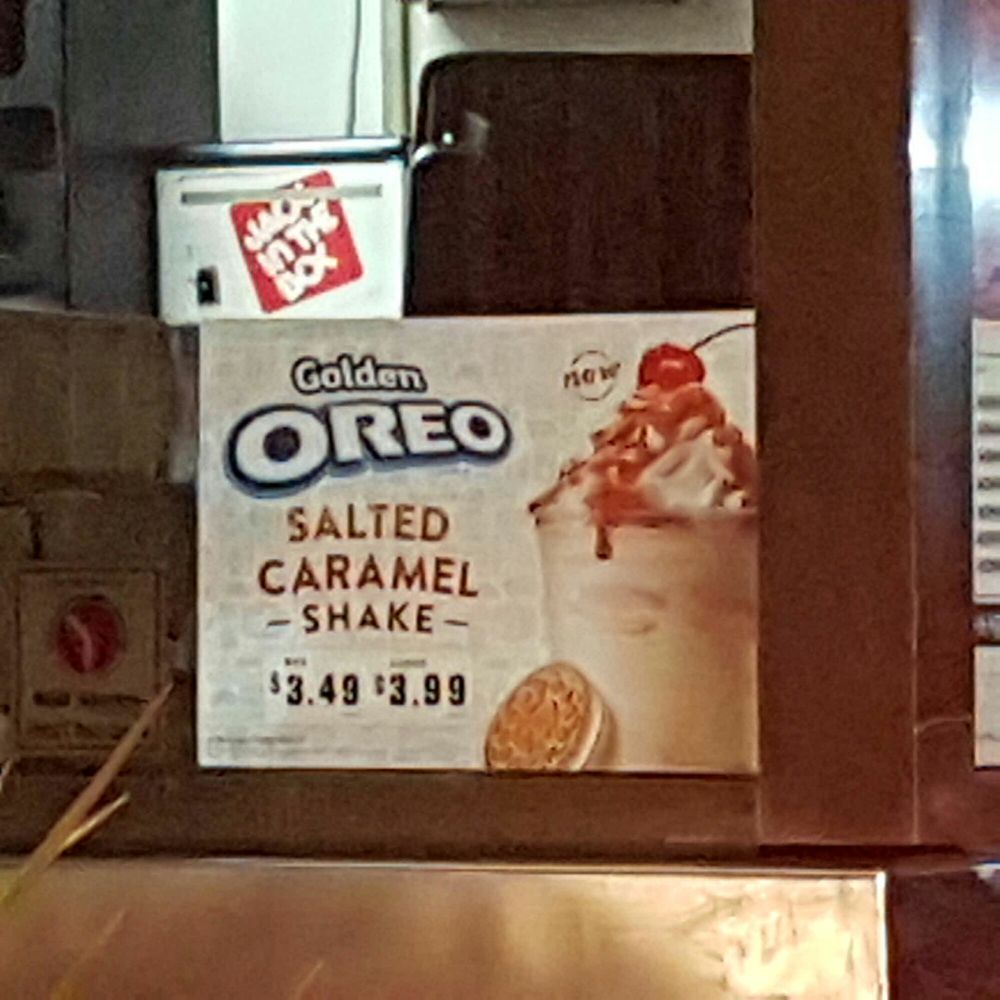 JACK
IN THE
BOX
Golden
OREO
new
SALTED
CARAMEL
- SHAKE -
$3.49 $3.99